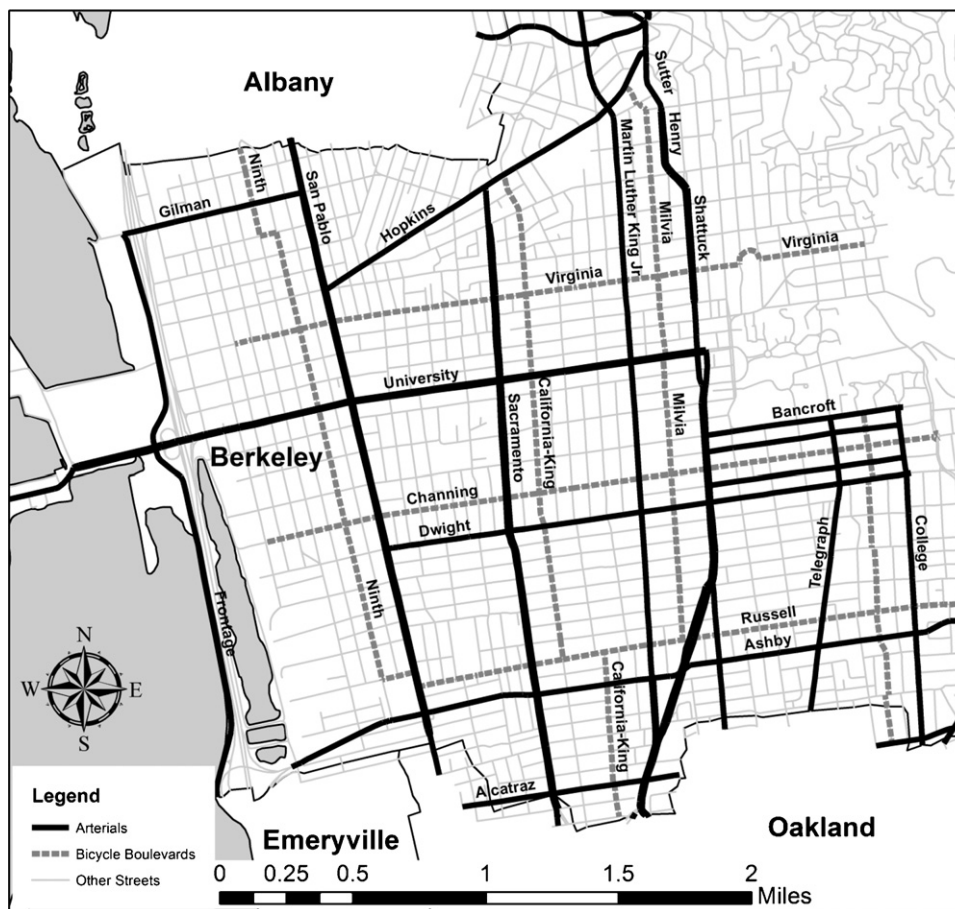 Albany
Sutter
Henry
Ninth
San Pablo
Martin Luther King Jr
Gilman
Hopkins
Milvia
Shattuck
Virginia
Virginia
University
California-King
Sacramento
Milvia
Bancroft
Berkeley
Channing
Dwight
Telegraph
College
Ninth
Frontage
Russell
Ashby
California-King
N
W E
S
Alcatraz
Legend
Arterials
Bicycle Boulevards
Other Streets
Emeryville
Oakland
0 0.25 0.5 1 1.5 2
Miles